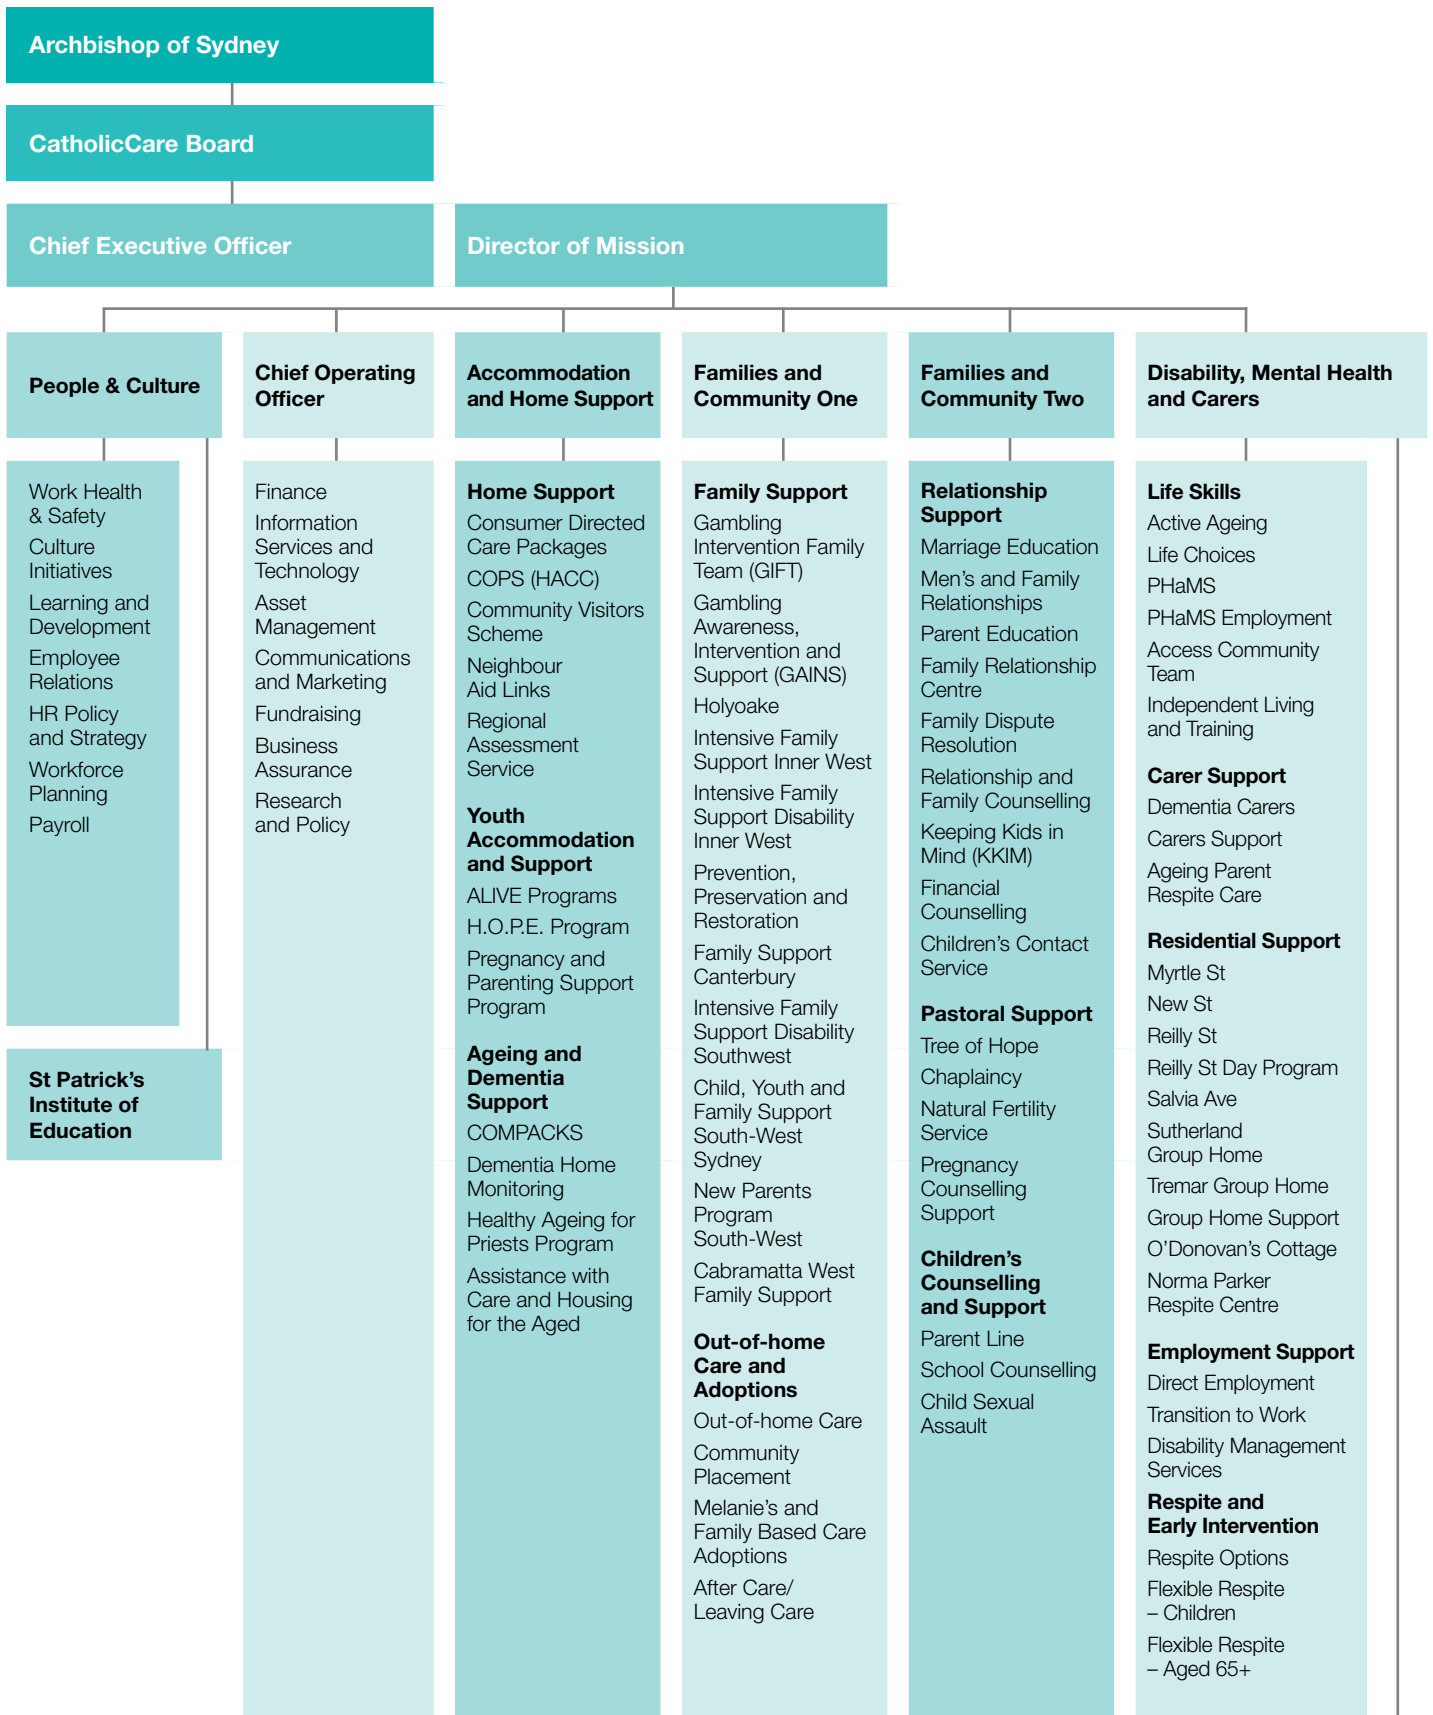 Archbishop of Sydney
CatholicCare Board
Chief Executive Officer
Director of Mission
People & Culture
Work Health
& Safety
Culture
Initiatives
Learning and
Development
Employee
Relations
HR Policy
and Strategy
Workforce
Planning
Payroll
St Patrick's
Institute of
Education
Chief Operating
Officer
Finance
Information
Services and
Technology
Asset
Management
Communications
and Marketing
Fundraising
Business
Assurance
Research
and Policy
Accommodation
and Home Support
Home Support
Consumer Directed
Care Packages
COPS (HACC)
Community Visitors
Scheme
Neighbour
Aid Links
Regional
Assessment
Service
Youth
Accommodation
and Support
ALIVE Programs
H.O.P.E. Program
Pregnancy and
Parenting Support
Program
Ageing and
Dementia
Support
COMPACKS
Dementia Home
Monitoring
Healthy Ageing for
Priests Program
Assistance with
Care and Housing
for the Aged
Families and
Community One
Family Support
Gambling
Intervention Family
Team (GIFT)
Gambling
Awareness,
Intervention and
Support (GAINS)
Holyoake
Intensive Family
Support Inner West
Intensive Family
Support Disability
Inner West
Prevention,
Preservation and
Restoration
Family Support
Canterbury
Intensive Family
Support Disability
Southwest
Child, Youth and
Family Support
South-West
Sydney
New Parents
Program
South-West
Cabramatta West
Family Support
Out-of-home
Care and
Adoptions
Out-of-home Care
Community
Placement
Melanie's and
Family Based Care
Adoptions
After Care/
Leaving Care
Families and
Community Two
Relationship
Support
Marriage Education
Men's and Family
Relationships
Parent Education
Family Relationship
Centre
Family Dispute
Resolution
Relationship and
Family Counselling
Keeping Kids in
Mind (KKIM)
Financial
Counselling
Children's Contact
Service
Pastoral Support
Tree of Hope
Chaplaincy
Natural Fertility
Service
Pregnancy
Counselling
Support
Children's
Counselling
and Support
Parent Line
School Counselling
Child Sexual
Assault
Disability, Mental Health
and Carers
Life Skills
Active Ageing
Life Choices
PHaMS
PHaMS Employment
Access Community
Team
Independent Living
and Training
Carer Support
Dementia Carers
Carers Support
Ageing Parent
Respite Care
Residential Support
Myrtle St
New St
Reilly St
Reilly St Day Program
Salvia Ave
Sutherland
Group Home
Tremar Group Home
Group Home Support
O'Donovan's Cottage
Norma Parker
Respite Centre
Employment Support
Direct Employment
Transition to Work
Disability Management
Services
Respite and
Early Intervention
Respite Options
Flexible Respite
– Children
Flexible Respite
– Aged 65+